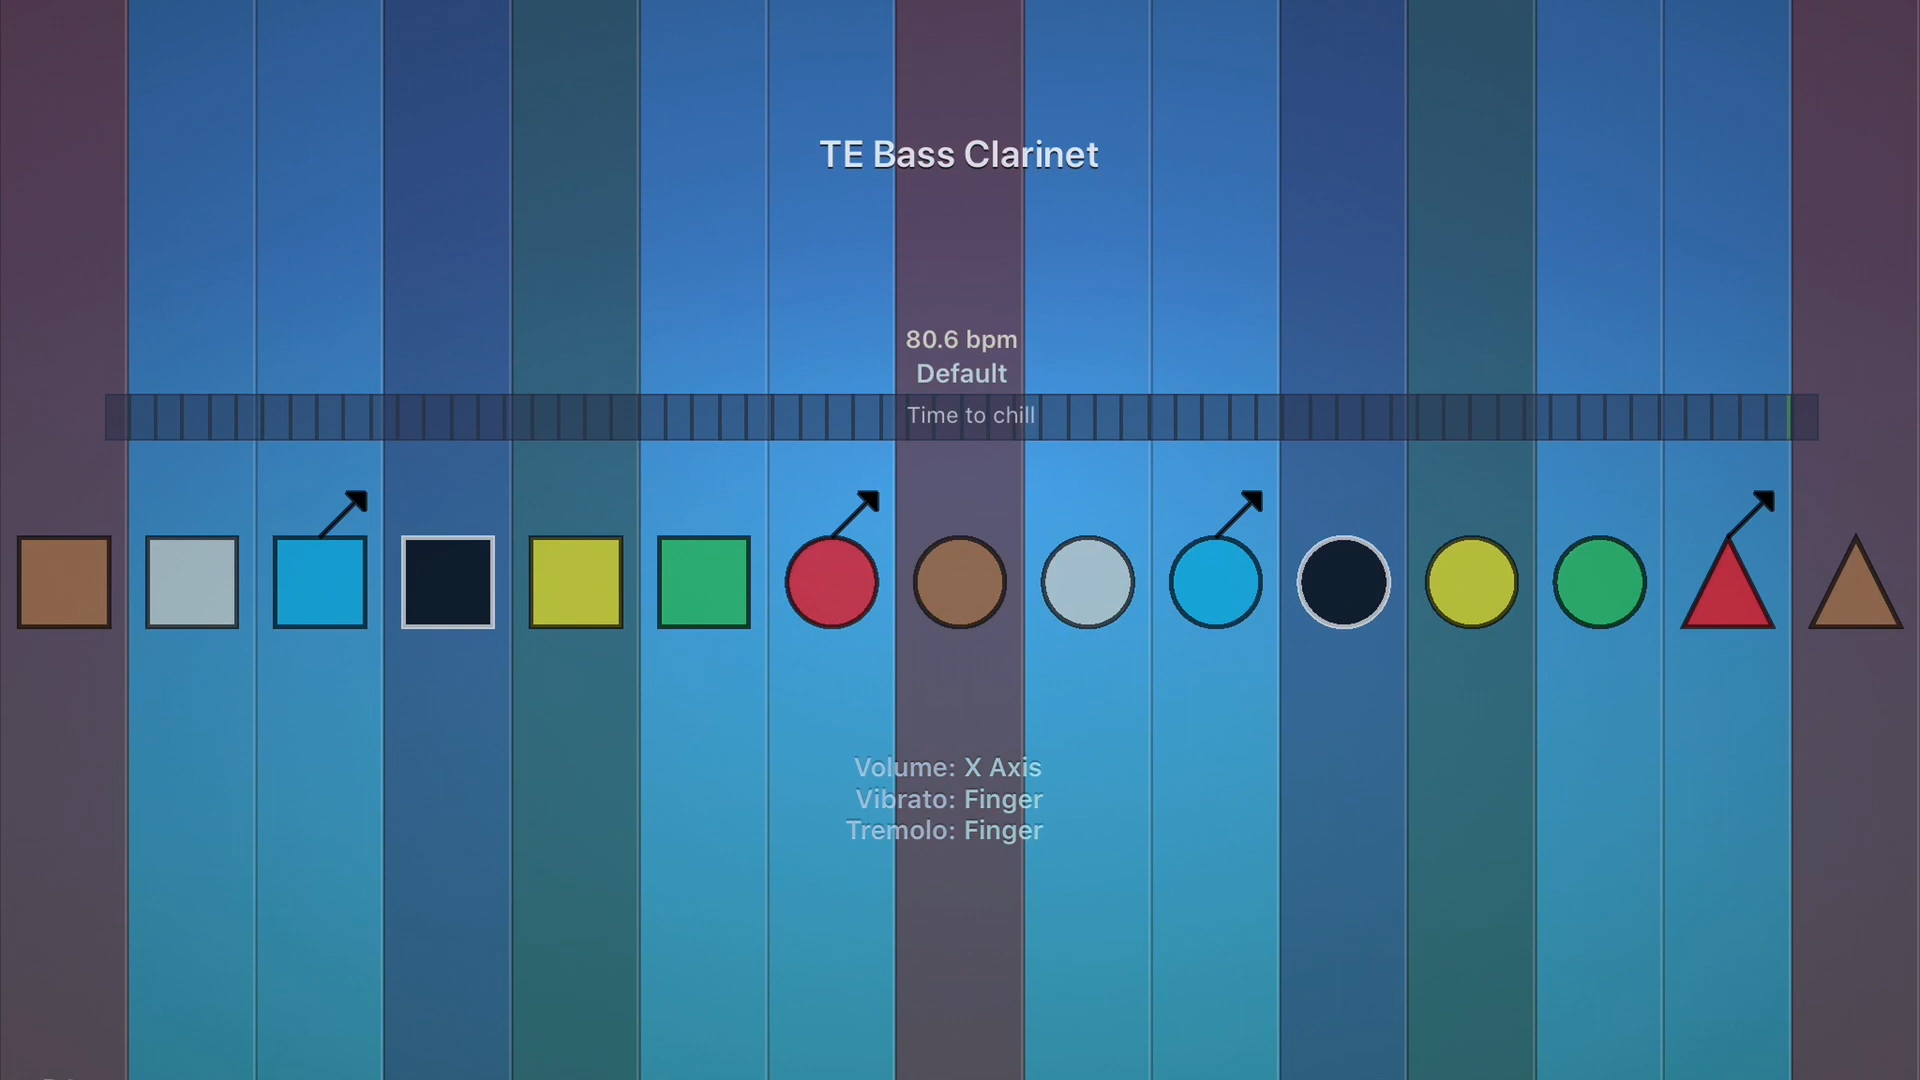 TE Bass Clarinet
80.6 bpm
Default
Time to chill
Volume: X Axis
Vibrato: Finger
Tremolo: Finger